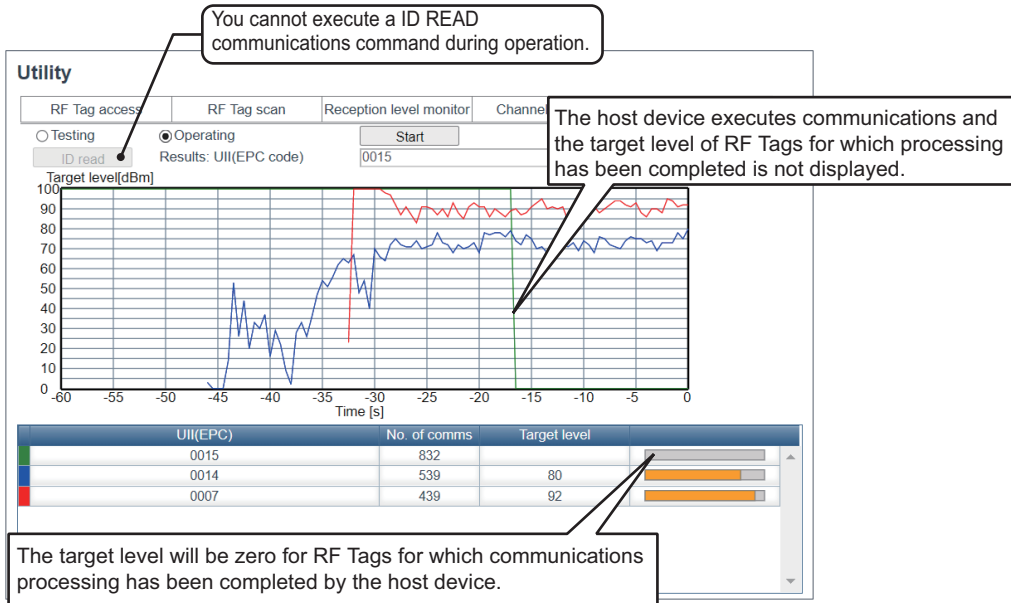 You cannot execute a ID READ
communications command during operation.
Utility
RF Tag access RF Tag scan Reception level monitor Channel
The host device executes communications and
the target level of RF Tags for which processing
has been completed is not displayed.
Testing Operating Start
ID read Results: UII(EPC code) 0015
Target level[dBm]
100
90
80
70
60
50
40
30
20
10
0
-60 -55 -50 -45 -40 -35 -30 -25 -20 -15 -10 -5 0
Time [s]
UII(EPC) No. of comms Target level
0015 832
0014 539 80
0007 439 92
The target level will be zero for RF Tags for which communications
processing has been completed by the host device.